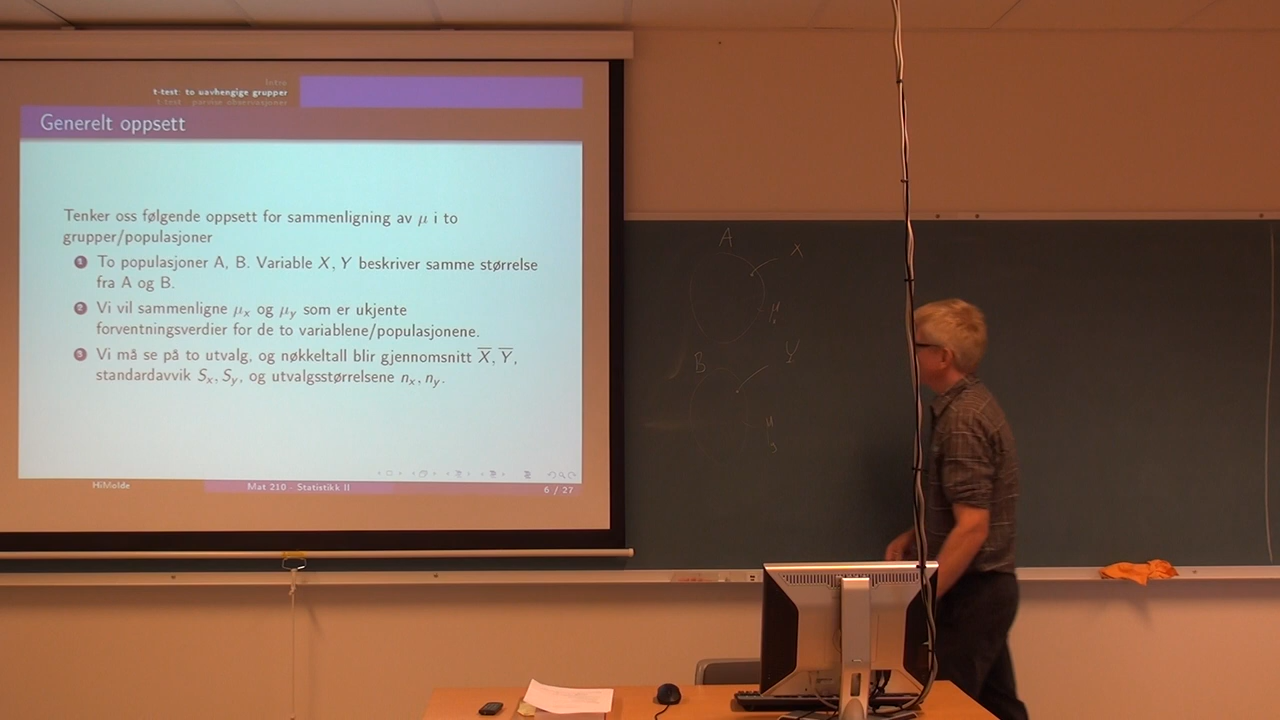 Intro
t-test: to uavhengige grupper
t-test: parvise observasjoner
Generelt oppsett
Tenker oss følgende oppsett for sammenligning av μ i to
grupper/populasjoner
1 To populasjoner A, B. Variable X, Y beskriver samme størrelse
fra A og B.
2 Vi vil sammenligne μx og μy som er ukjente
forventningsverdier for de to variablene/populasjonene.
3 Vi må se på to utvalg, og nøkkeltall blir gjennomsnitt X̅, Y̅,
standardavvik Sx, Sy, og utvalgsstørrelsene nx, ny.
HiMolde
Mat 210 - Statistikk II
6 / 27
A
X
B
Y